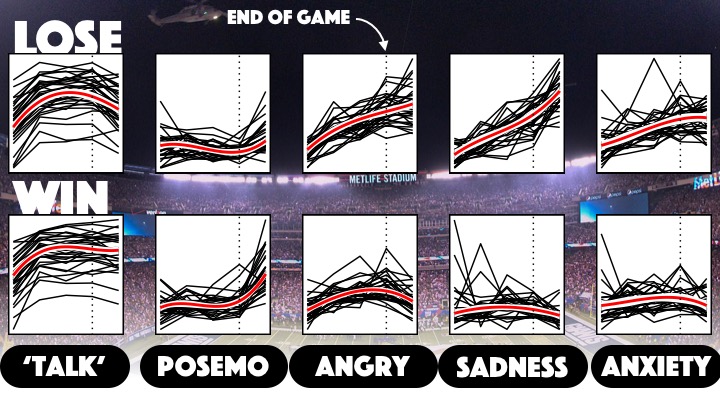 END OF GAME
LOSE
METLIFE STADIUM
WIN
‘TALK’
POSEMO
ANGRY
SADNESS
ANXIETY